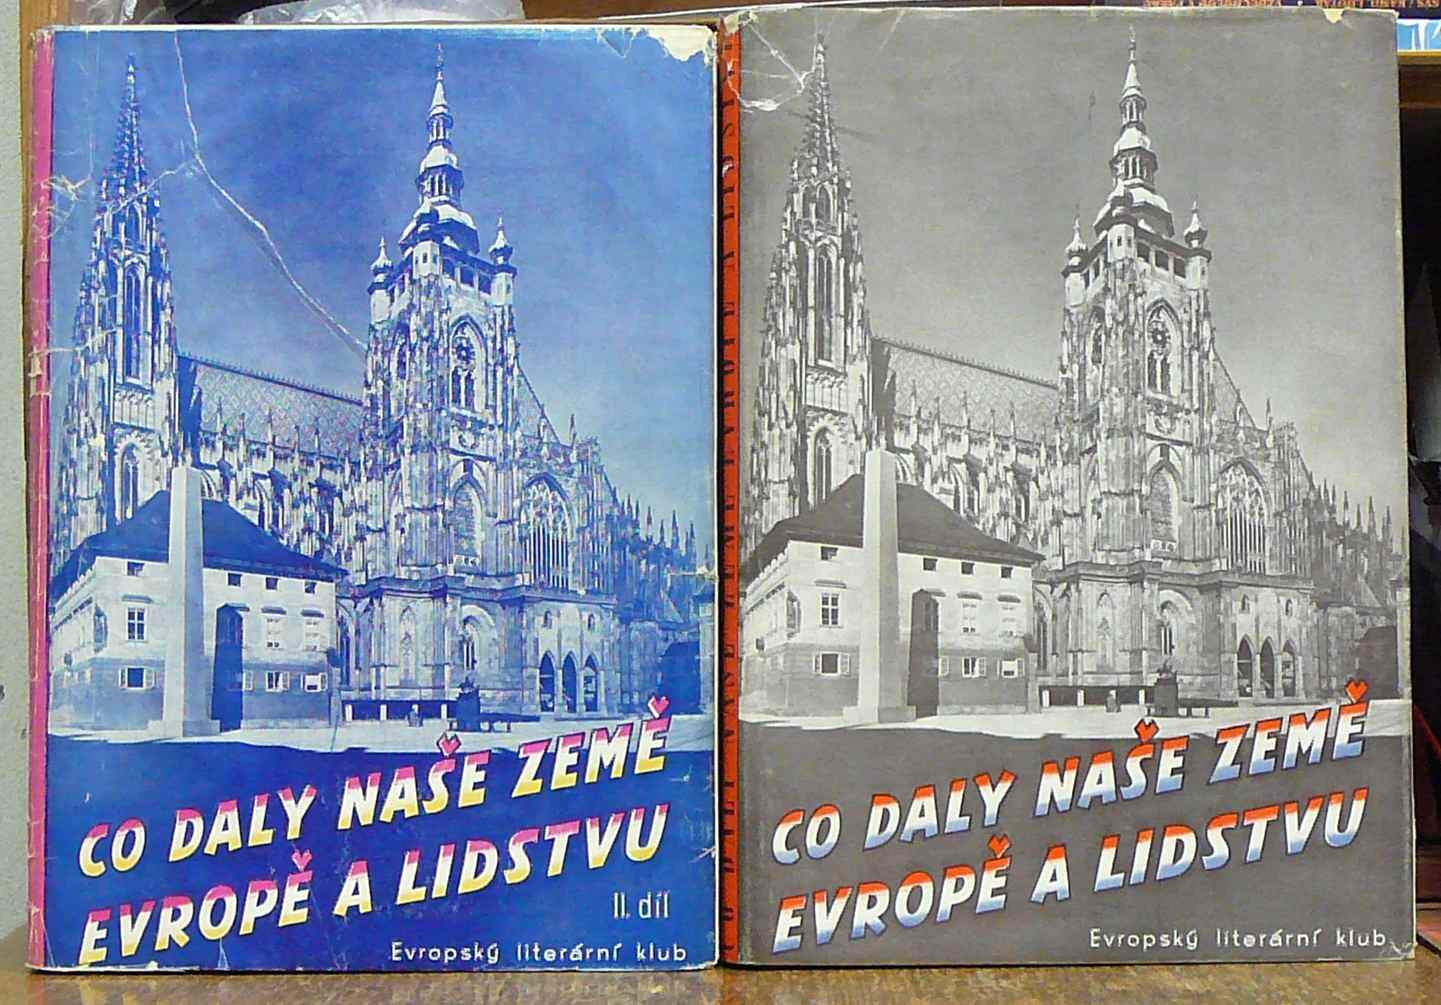 CO DALY NAŠE ZEMĚ
EVROPĚ A LIDSTVU
II. díl
Evropský literární klub
CO DALY NAŠE ZEMĚ
EVROPĚ A LIDSTVU
Evropský literární klub